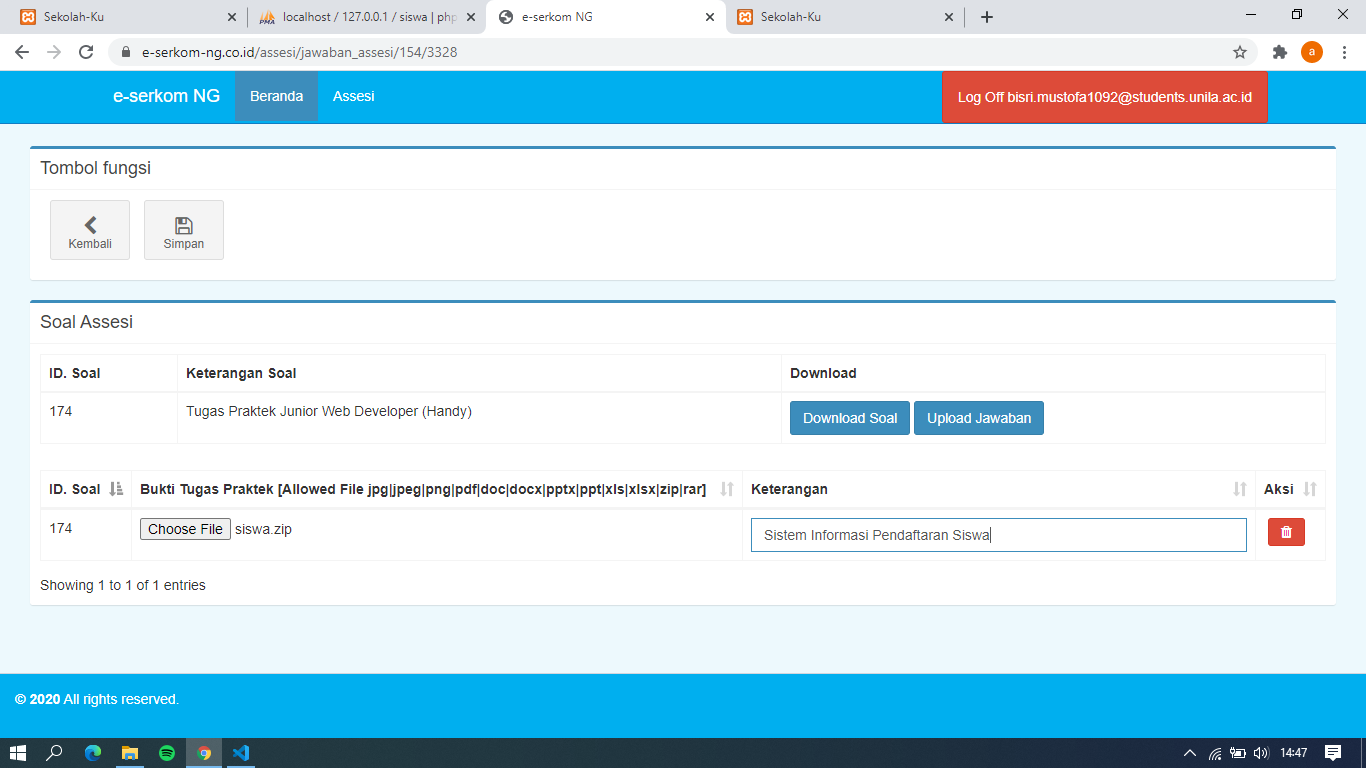 Sekolah-Ku
localhost / 127.0.0.1 / siswa | php
e-serkom NG
Sekolah-Ku
e-serkom-ng.co.id/assesi/jawaban_assesi/154/3328
a
e-serkom NG
Beranda
Assesi
Log Off bisri.mustofa1092@students.unila.ac.id
Tombol fungsi
Kembali
Simpan
Soal Assesi
ID. Soal Keterangan Soal Download
174 Tugas Praktek Junior Web Developer (Handy) Download Soal Upload Jawaban
ID. Soal Bukti Tugas Praktek [Allowed File jpg|jpeg|png|pdf|doc|docx|pptx|ppt|xls|xlsx|zip|rar] Keterangan Aksi
174 Choose File siswa.zip Sistem Informasi Pendaftaran Siswa
Showing 1 to 1 of 1 entries
© 2020 All rights reserved.
14:47